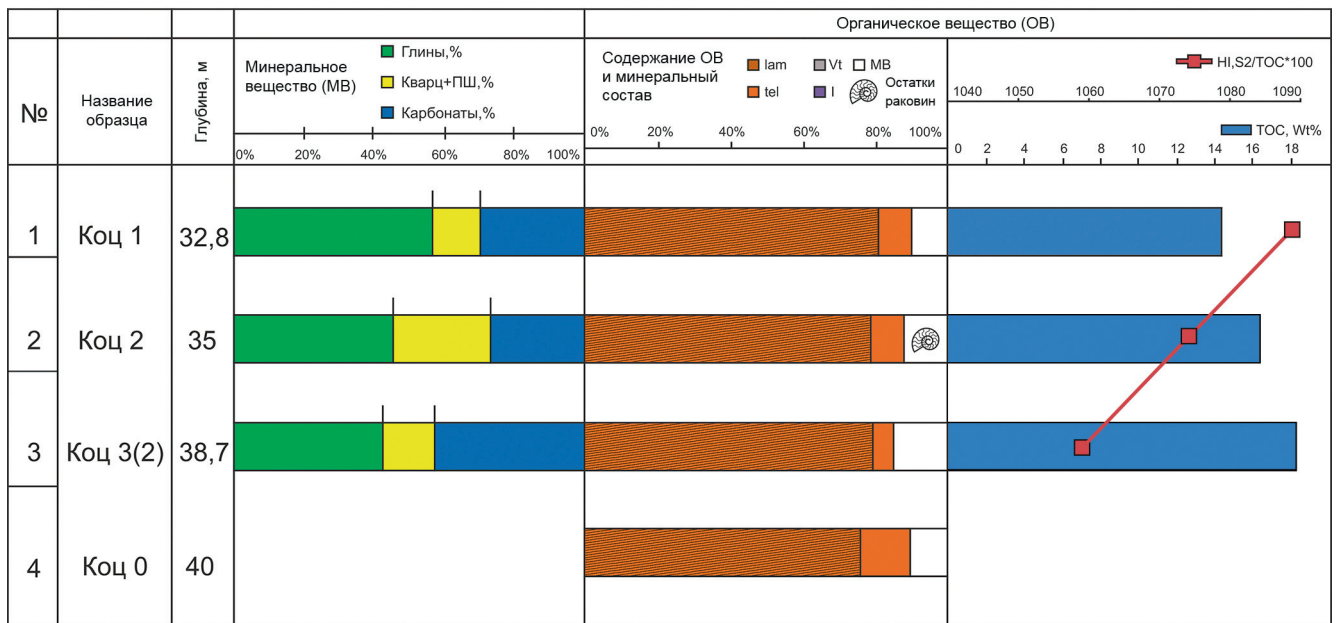 Органическое вещество (ОВ)
№
Название
образца
Глубина, м
Минеральное
вещество (МВ)
Глины,%
Кварц+ПШ,%
Карбонаты,%
0% 20% 40% 60% 80% 100%
Содержание ОВ
и минеральный
состав
lam Vt МВ
tel I Остатки
раковин
0% 20% 40% 60% 80% 100%
HI,S2/TOC*100
1040 1050 1060 1070 1080 1090
TOC, Wt%
0 2 4 6 8 10 12 14 16 18
1 Коц 1 32,8
2 Коц 2 35
3 Коц 3(2) 38,7
4 Коц 0 40